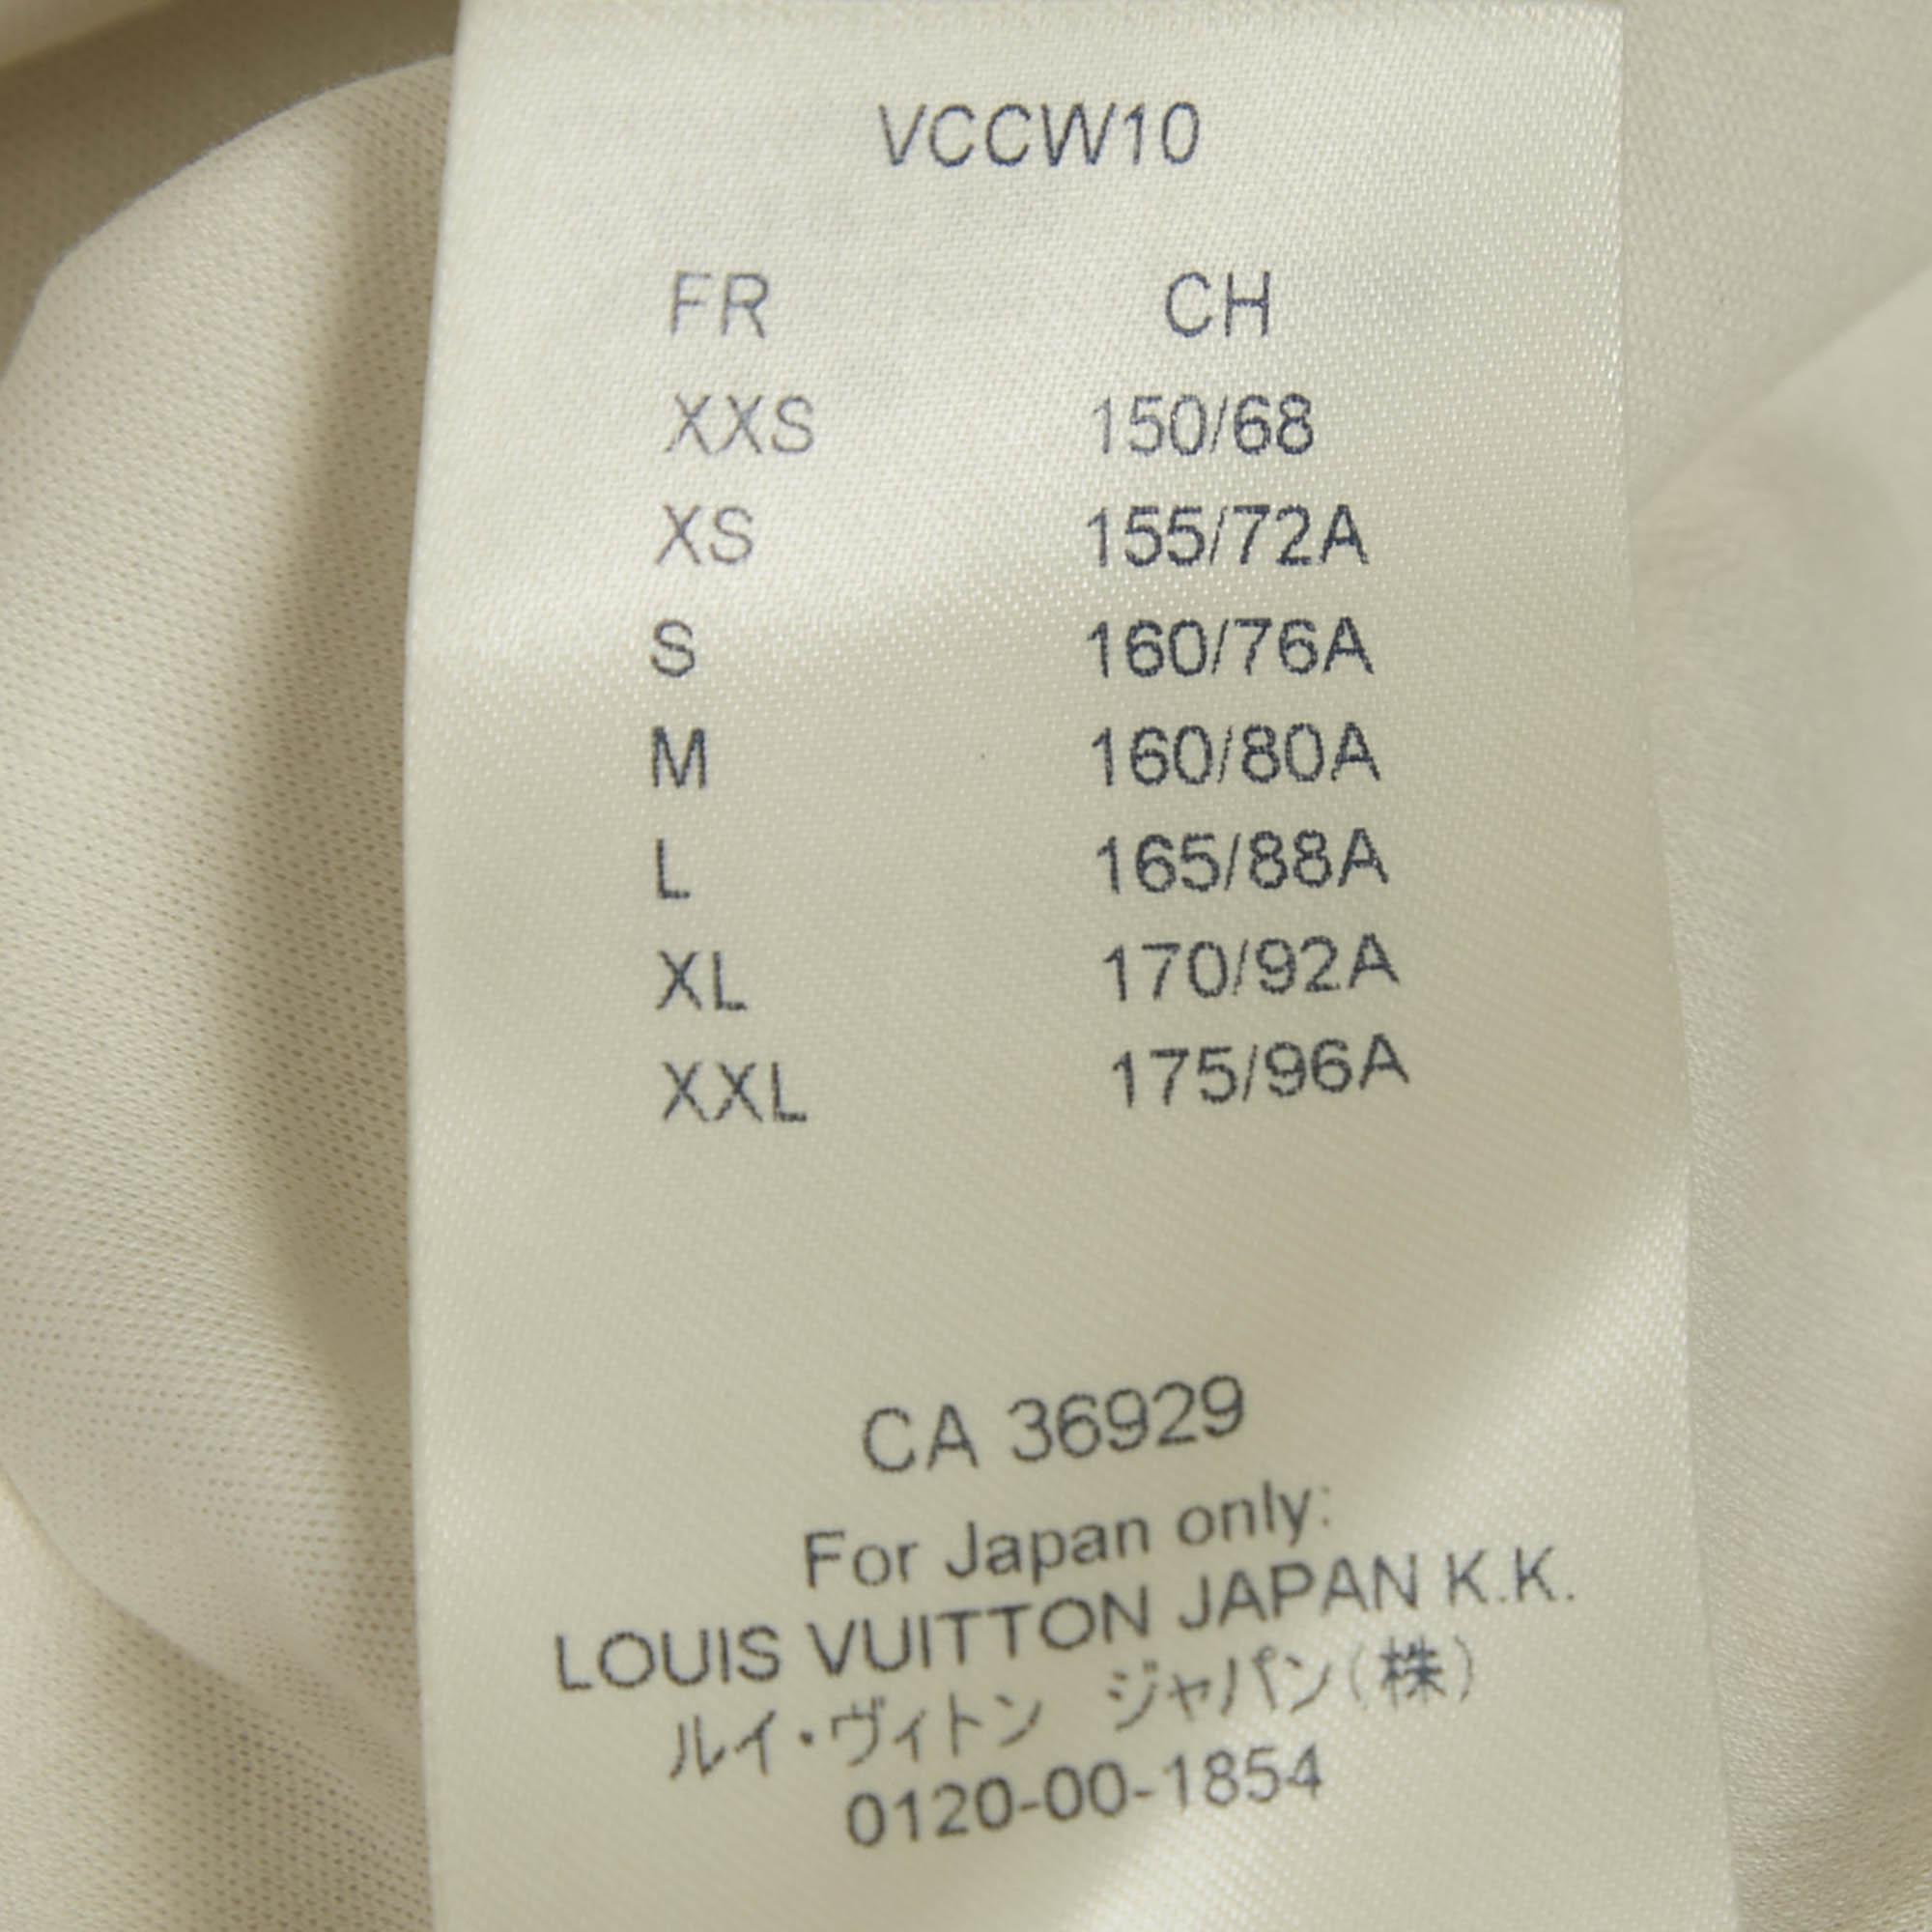 VCCW10
FR CH
XXS 150/68
XS 155/72A
S 160/76A
M 160/80A
L 165/88A
XL 170/92A
XXL 175/96A
CA 36929
For Japan only:
LOUIS VUITTON JAPAN K.K.
ルイ・ヴィトン ジャパン(株)
0120-00-1854